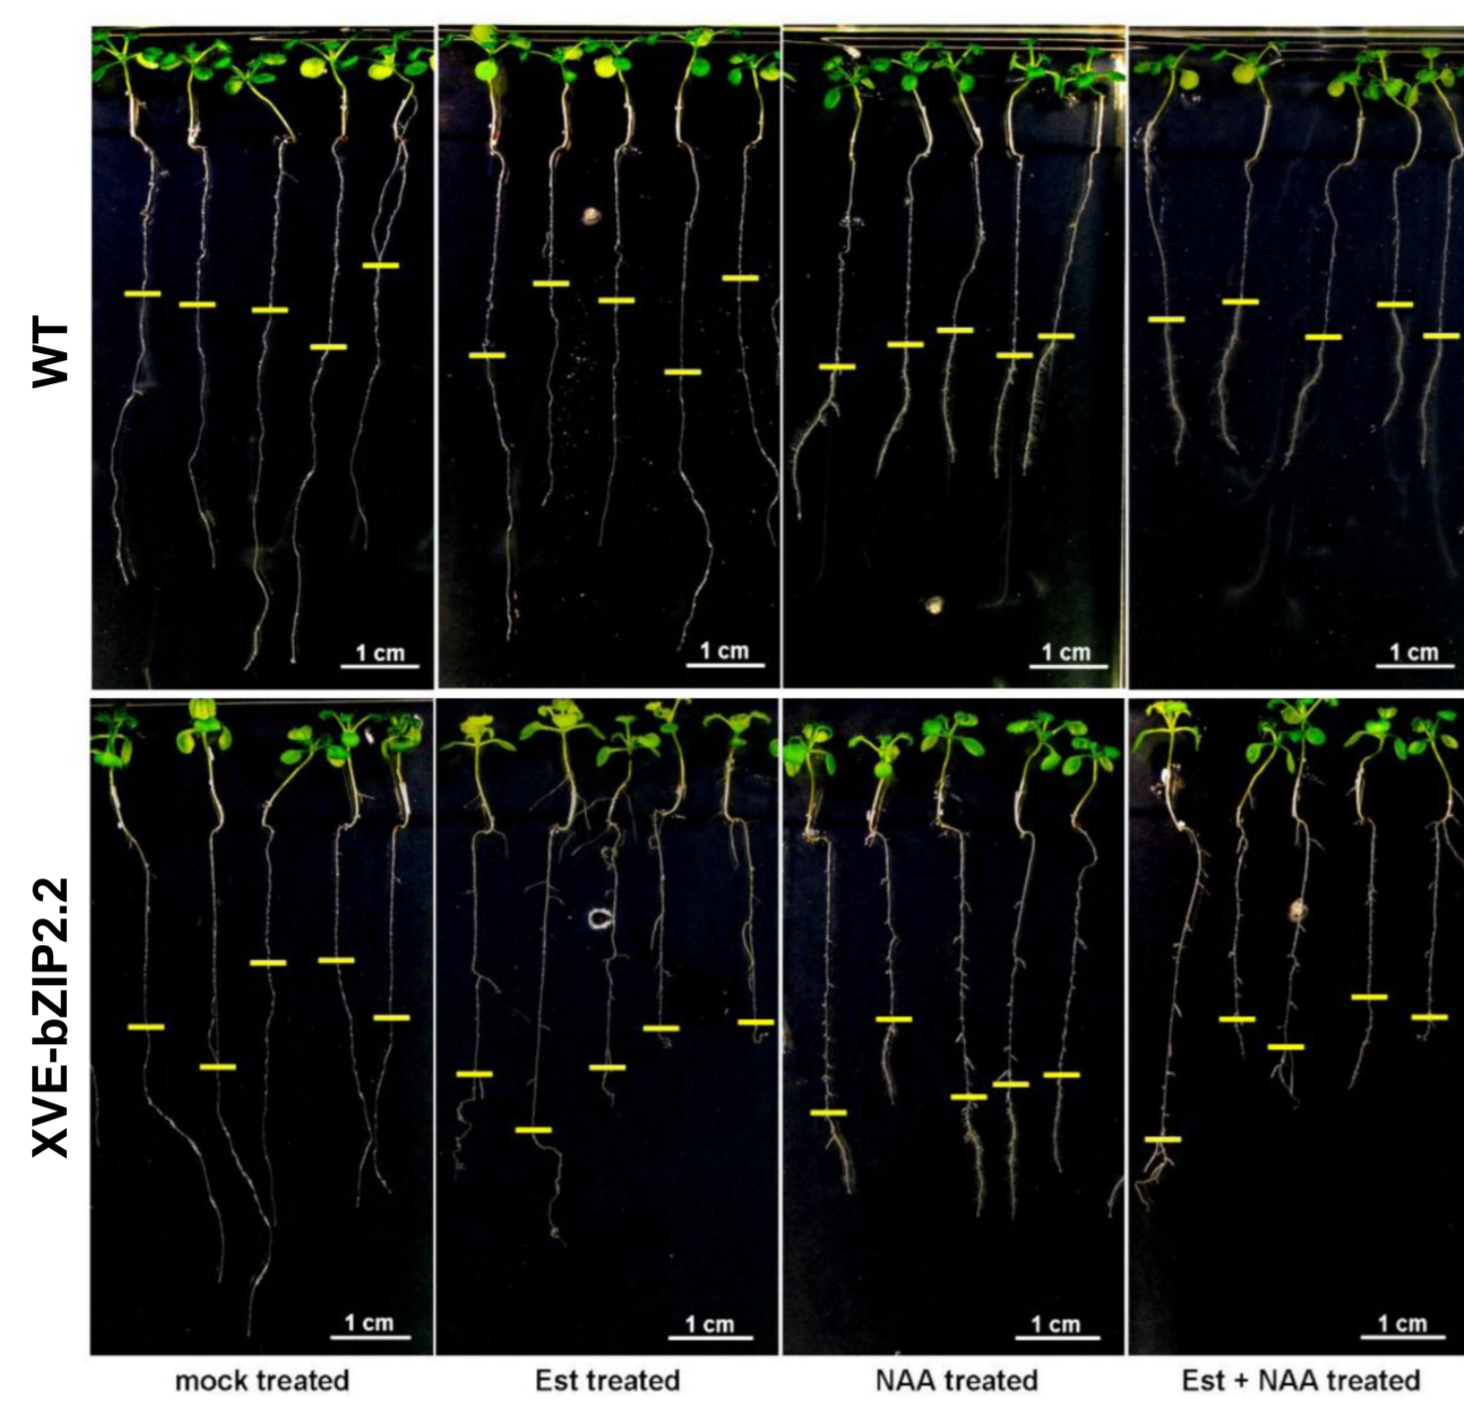 WT
1 cm
1 cm
1 cm
1 cm
XVE-bZIP2.2
1 cm
1 cm
1 cm
1 cm
mock treated
Est treated
NAA treated
Est + NAA treated